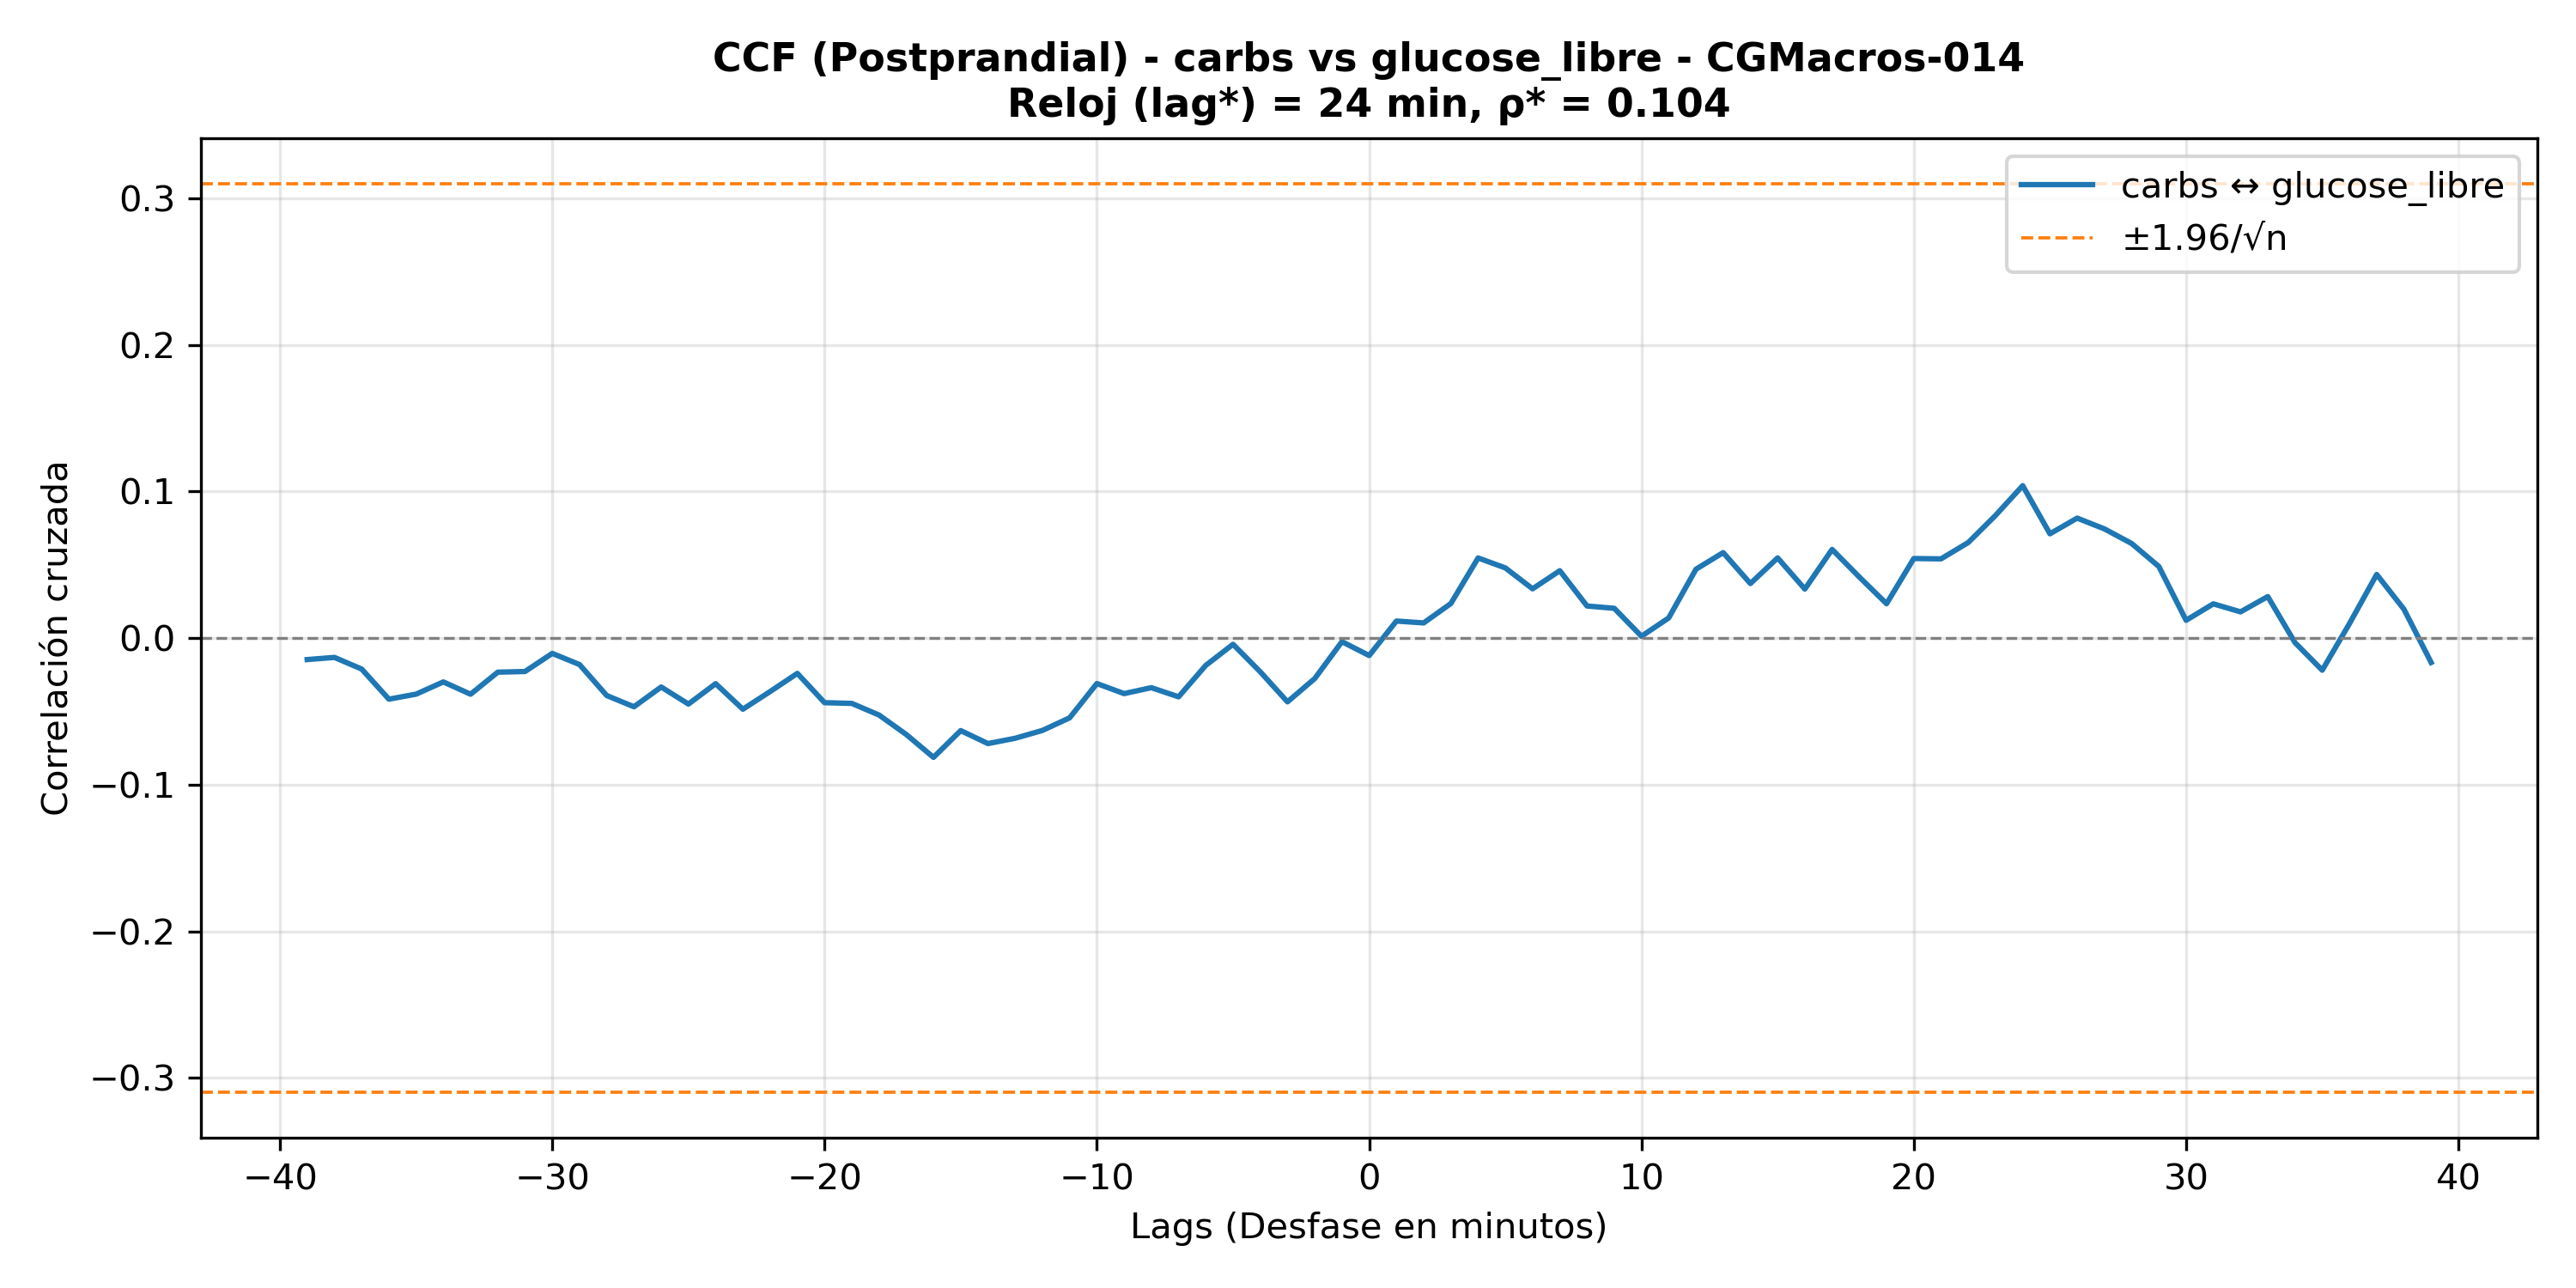 CCF (Postprandial) - carbs vs glucose_libre - CGMacros-014
Reloj (lag*) = 24 min, ρ* = 0.104
carbs ↔ glucose_libre
±1.96/√n
Correlación cruzada
0.3
0.2
0.1
0.0
−0.1
−0.2
−0.3
−40 −30 −20 −10 0 10 20 30 40
Lags (Desfase en minutos)